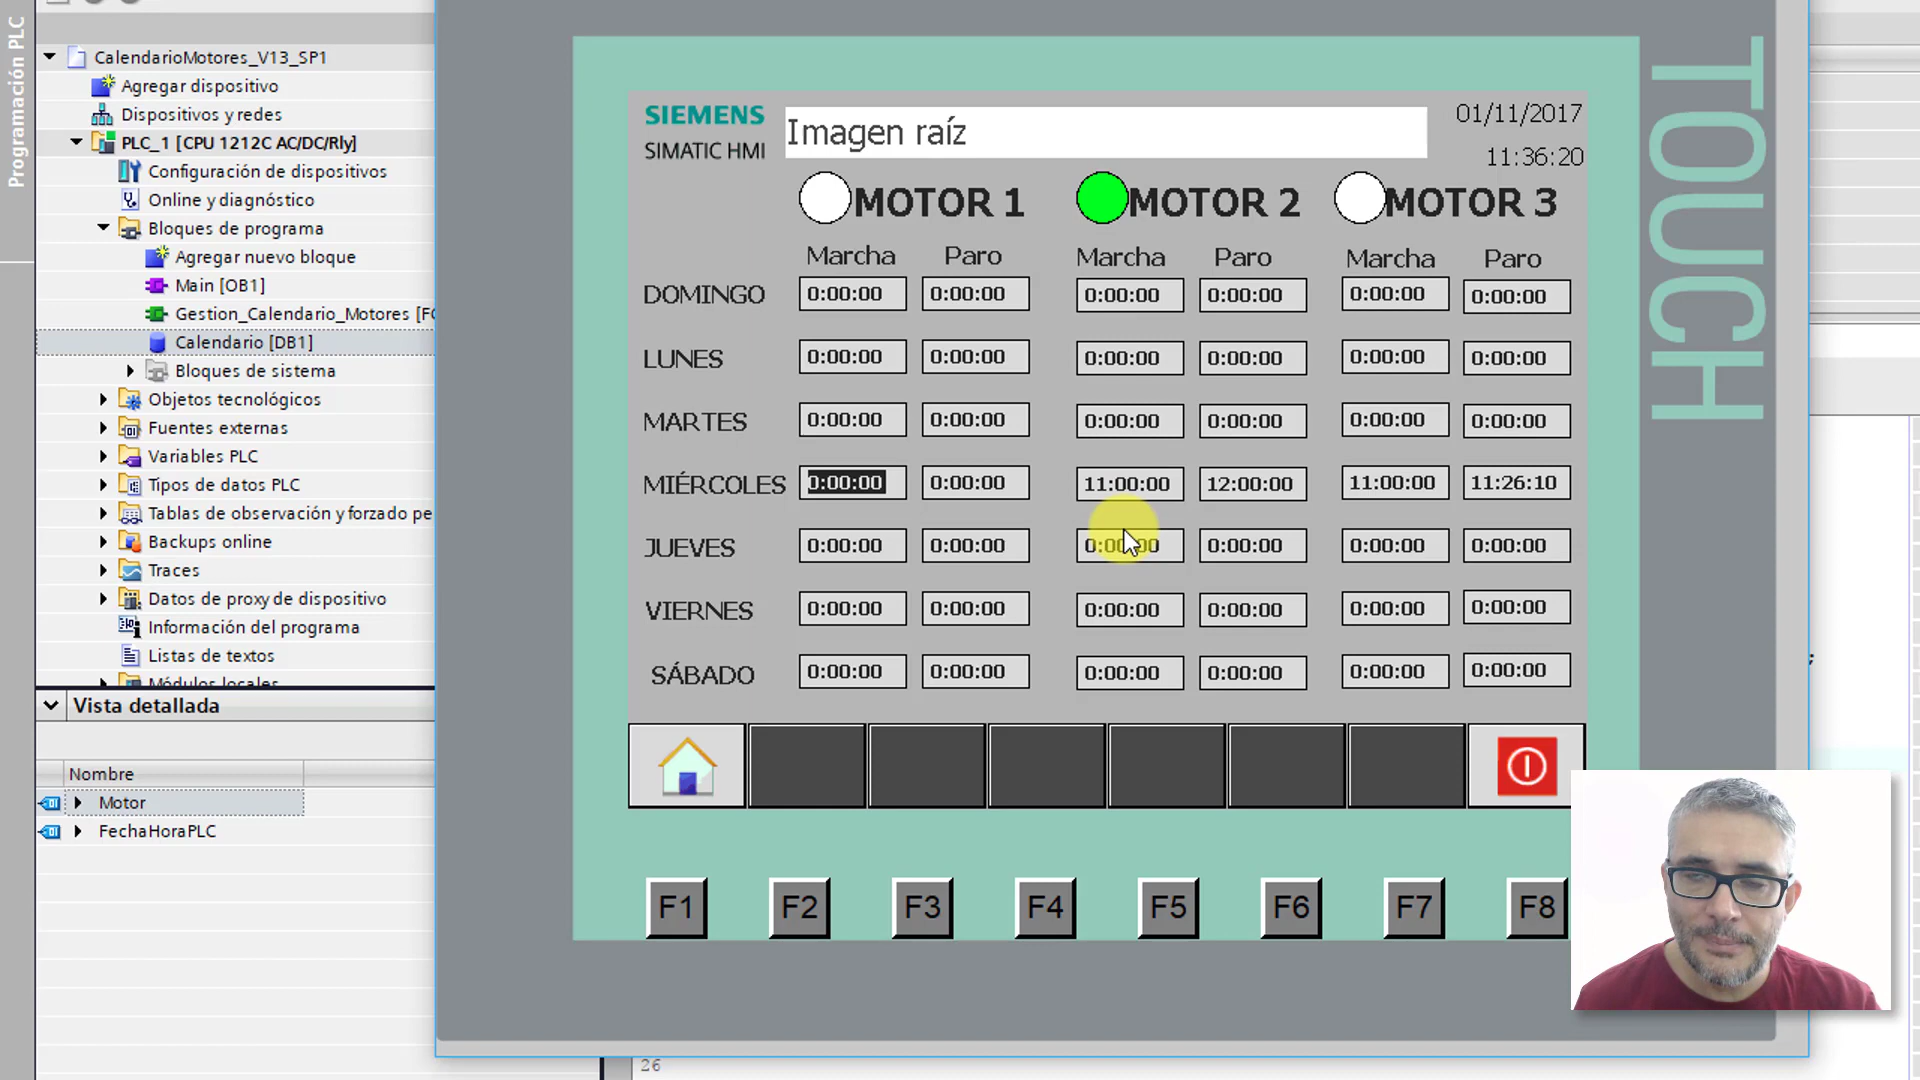 Programación PLC
CalendarioMotores_V13_SP1
Agregar dispositivo
Dispositivos y redes
PLC_1 [CPU 1212C AC/DC/Rly]
Configuración de dispositivos
Online y diagnóstico
Bloques de programa
Agregar nuevo bloque
Main [OB1]
Gestion_Calendario_Motores [F
Calendario [DB1]
Bloques de sistema
Objetos tecnológicos
Fuentes externas
Variables PLC
Tipos de datos PLC
Tablas de observación y forzado pe
Backups online
Traces
Datos de proxy de dispositivo
Información del programa
Listas de textos
Módulos locales
Vista detallada
Nombre
Motor
FechaHoraPLC
SIEMENS
SIMATIC HMI
Imagen raíz
01/11/2017
11:36:20
TOUCH
MOTOR 1 MOTOR 2 MOTOR 3
Marcha Paro Marcha Paro Marcha Paro
DOMINGO 0:00:00 0:00:00 0:00:00 0:00:00 0:00:00 0:00:00
LUNES 0:00:00 0:00:00 0:00:00 0:00:00 0:00:00 0:00:00
MARTES 0:00:00 0:00:00 0:00:00 0:00:00 0:00:00 0:00:00
MIÉRCOLES 0:00:00 0:00:00 11:00:00 12:00:00 11:00:00 11:26:10
JUEVES 0:00:00 0:00:00 0:00:00 0:00:00 0:00:00 0:00:00
VIERNES 0:00:00 0:00:00 0:00:00 0:00:00 0:00:00 0:00:00
SÁBADO 0:00:00 0:00:00 0:00:00 0:00:00 0:00:00 0:00:00
F1 F2 F3 F4 F5 F6 F7 F8
26